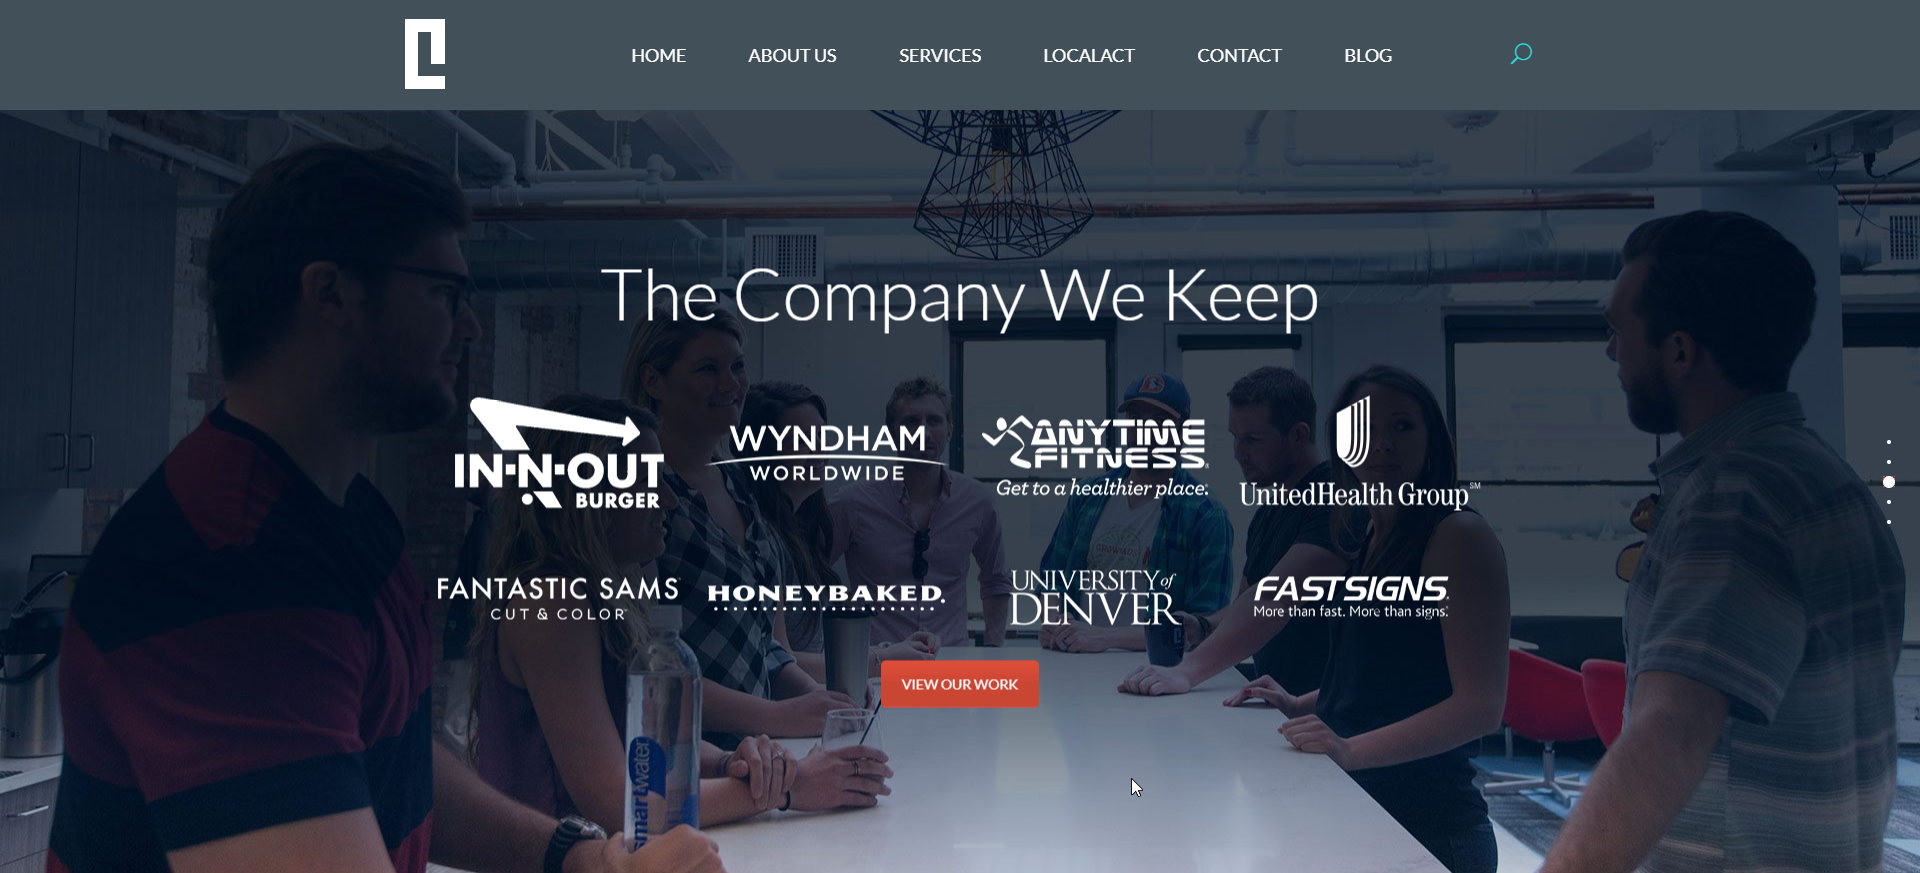 HOME ABOUT US SERVICES LOCALACT CONTACT BLOG
The Company We Keep
IN-N-OUT
BURGER
WYNDHAM
WORLDWIDE
ANYTIME
FITNESS
Get to a healthier place.
UnitedHealth Group SM
FANTASTIC SAMS
CUT & COLOR
HONEYBAKED.
UNIVERSITY of
DENVER
FASTSIGNS
More than fast. More than signs.
VIEW OUR WORK
smartwater